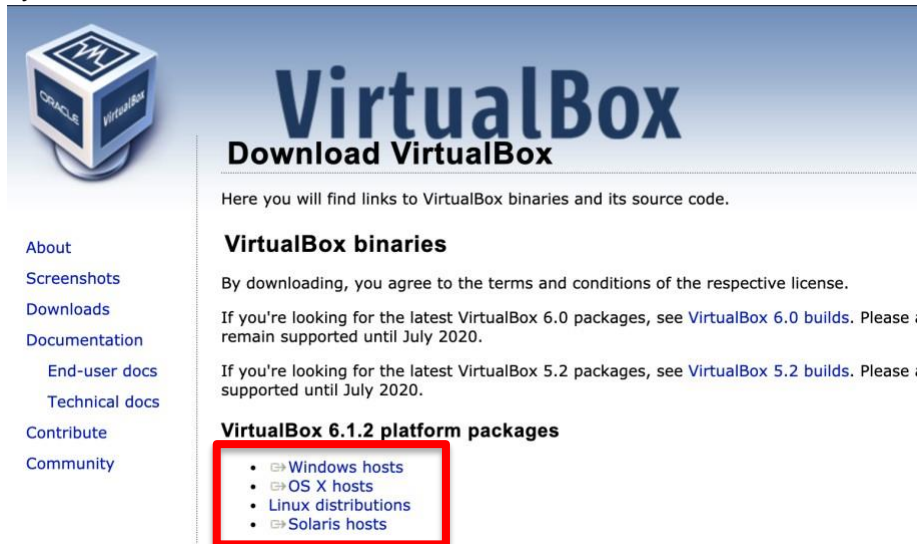 ORACLE
VirtualBox
VirtualBox
Download VirtualBox
Here you will find links to VirtualBox binaries and its source code.
About
Screenshots
Downloads
Documentation
End-user docs
Technical docs
Contribute
Community
VirtualBox binaries
By downloading, you agree to the terms and conditions of the respective license.
If you're looking for the latest VirtualBox 6.0 packages, see VirtualBox 6.0 builds. Please
remain supported until July 2020.
If you're looking for the latest VirtualBox 5.2 packages, see VirtualBox 5.2 builds. Please
supported until July 2020.
VirtualBox 6.1.2 platform packages
• Windows hosts
• OS X hosts
• Linux distributions
• Solaris hosts